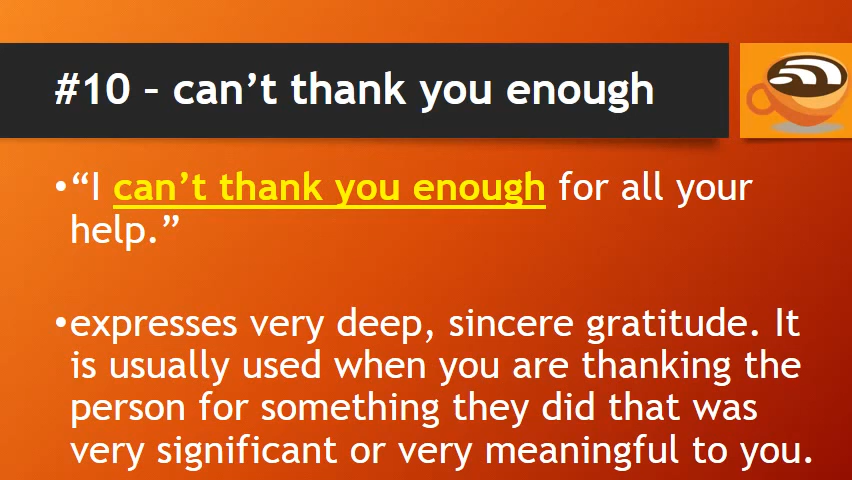 #10 – can’t thank you enough
•“I can’t thank you enough for all your
help.”
•expresses very deep, sincere gratitude. It
is usually used when you are thanking the
person for something they did that was
very significant or very meaningful to you.